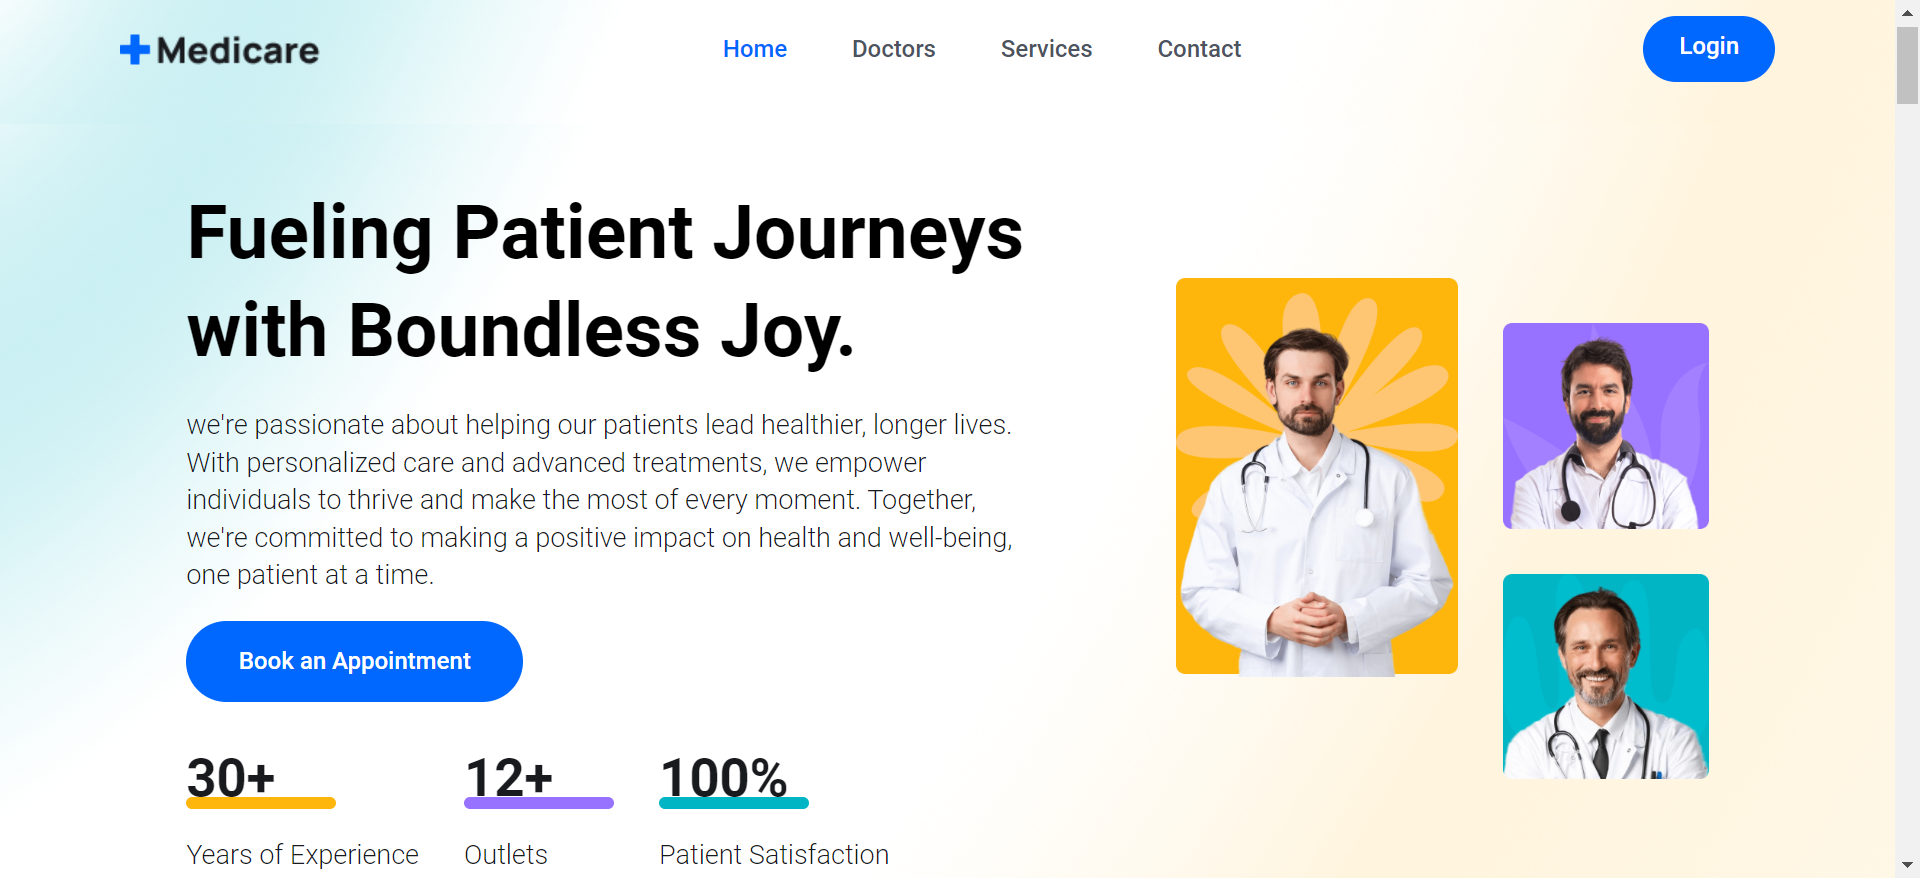 Medicare
Home
Doctors
Services
Contact
Login
Fueling Patient Journeys
with Boundless Joy.
we're passionate about helping our patients lead healthier, longer lives.
With personalized care and advanced treatments, we empower
individuals to thrive and make the most of every moment. Together,
we're committed to making a positive impact on health and well-being,
one patient at a time.
Book an Appointment
30+
Years of Experience
12+
Outlets
100%
Patient Satisfaction